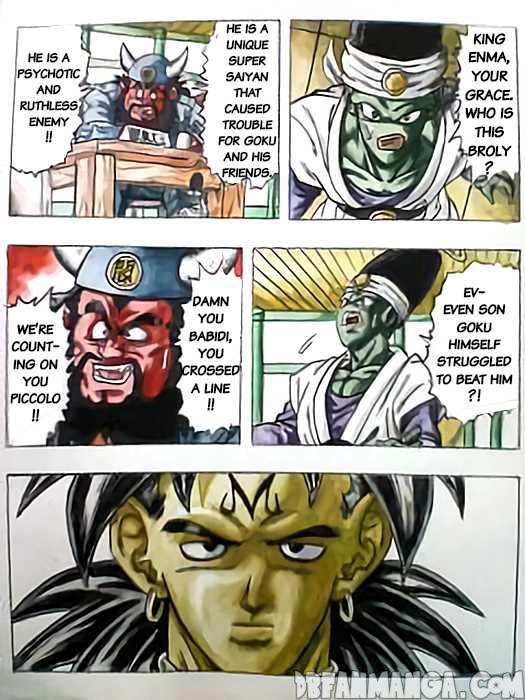 KING
ENMA,
YOUR
GRACE.
WHO IS
THIS
BROLY
?
HE IS A
UNIQUE
SUPER
SAIYAN
THAT
CAUSED
TROUBLE
FOR GOKU
AND HIS
FRIENDS.
HE IS A
PSYCHOTIC
AND
RUTHLESS
ENEMY
!!
EV-
EVEN SON
GOKU
HIMSELF
STRUGGLED
TO BEAT HIM
?!
DAMN
YOU
BABIDI,
YOU
CROSSED
A LINE
!!
WE'RE
COUNT-
ING ON
YOU
PICCOLO
!!
DBFANMANGA.COM